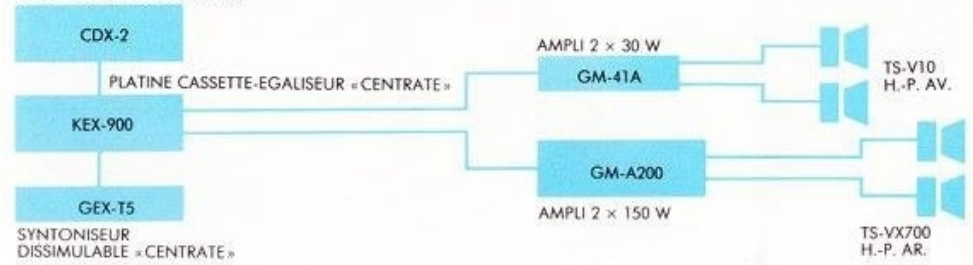 CDX-2
AMPLI 2 × 30 W
PLATINE CASSETTE-EGALISEUR «CENTRATE»
GM-41A
TS-V10
H.-P. AV.
KEX-900
GM-A200
GEX-T5
AMPLI 2 × 150 W
SYNTONISEUR
DISSIMULABLE «CENTRATE»
TS-VX700
H.-P. AR.